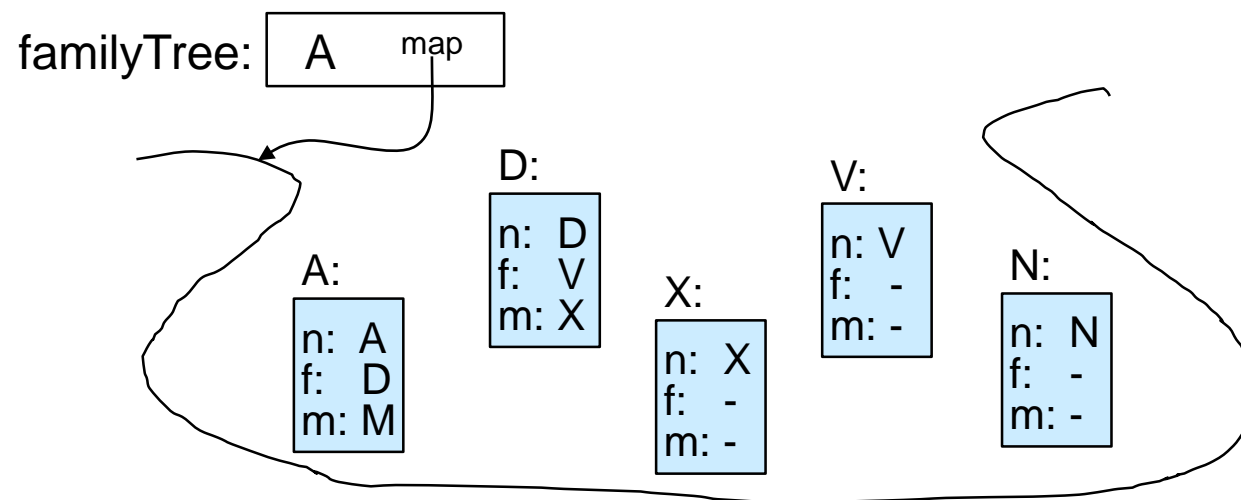 familyTree: A map
D:
n: D
f: V
m: X
V:
n: V
f: -
m: -
A:
n: A
f: D
m: M
X:
n: X
f: -
m: -
N:
n: N
f: -
m: -